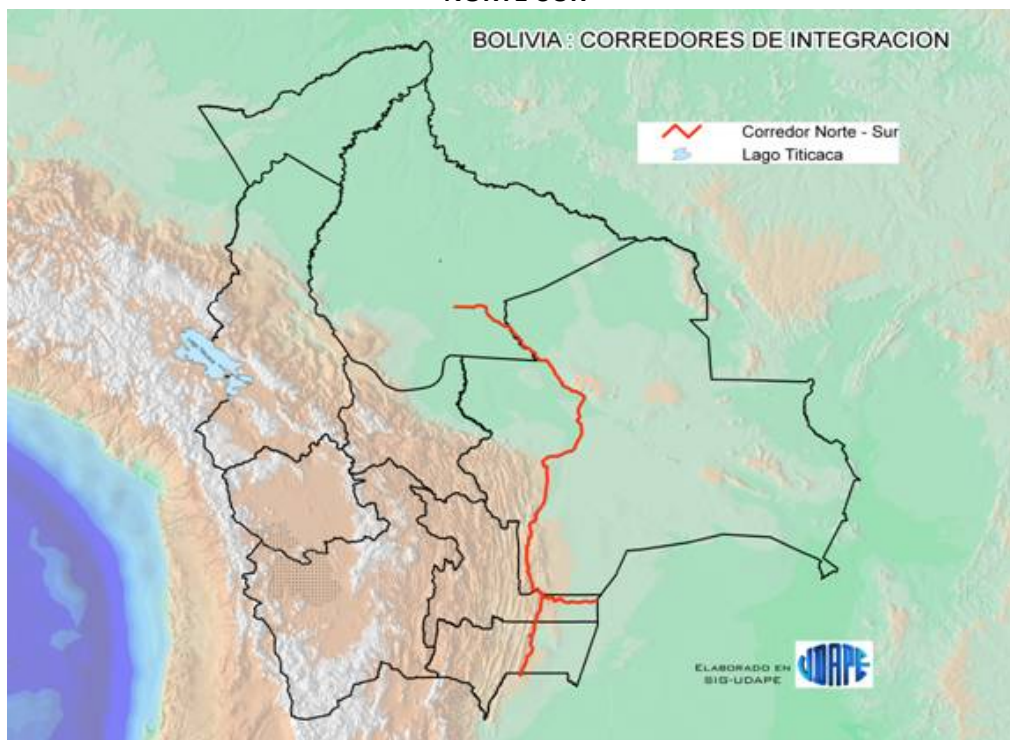 BOLIVIA : CORREDORES DE INTEGRACION
Corredor Norte - Sur
Lago Titicaca
ELABORADO EN
SIG-UDAPE
UDAPE